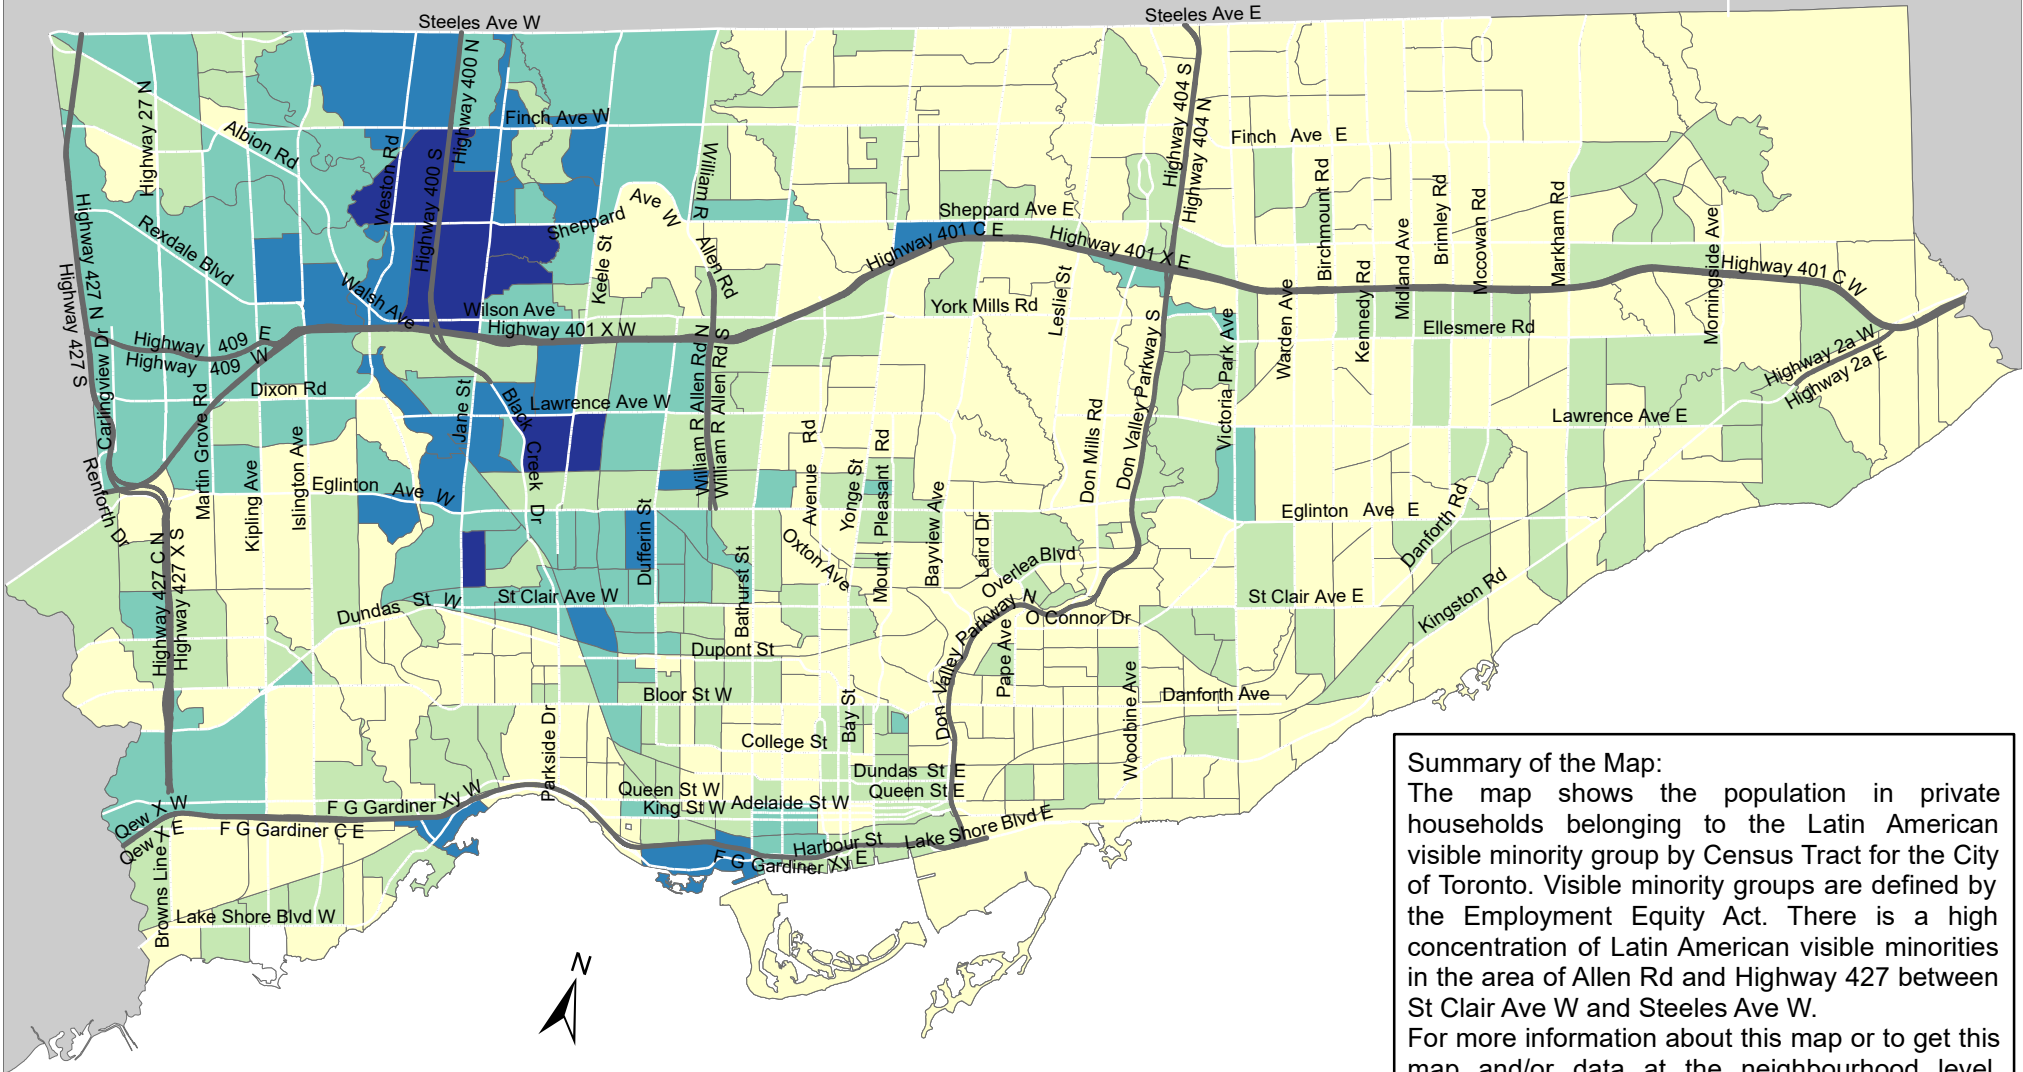 Steeles Ave W
Steeles Ave E
Highway 27 N
Albion Rd
Highway 400 N
Finch Ave W
Weston Rd
Highway 400 S
William R
Allen Rd
Highway 404 S
Highway 404 N
Finch Ave E
Birchmount Rd
Brimley Rd
Mccowan Rd
Markham Rd
Midland Ave
Morningside Ave
Highway 427 N
Highway 427 S
Rexdale Blvd
Sheppard
Ave W
Keele St
Sheppard Ave E
Highway 401 C E
Highway 401 X E
Highway 401 C W
Walsh Ave
Wilson Ave
Highway 401 X W
York Mills Rd
Leslie St
Warden Ave
Kennedy Rd
Ellesmere Rd
Highway 2a W
Highway 2a E
Highway 409 E
Highway 409 W
Carlingview Dr
Dixon Rd
Martin Grove Rd
Jane St
Black Creek Dr
Lawrence Ave W
William R Allen Rd N
William R Allen Rd S
Don Valley Parkway S
Victoria Park Ave
Lawrence Ave E
Renforth Dr
Kipling Ave
Islington Ave
Eglinton Ave W
Dufferin St
Avenue Rd
Yonge St
Mount Pleasant Rd
Bayview Ave
Laird Dr
Don Mills Rd
Eglinton Ave E
Danforth Rd
Highway 427 C N
Highway 427 X S
Bathurst St
Oxton Ave
Overlea Blvd
Dundas St W
St Clair Ave W
St Clair Ave E
Kingston Rd
Don Valley Parkway N
O Connor Dr
Pape Ave
Dupont St
Bloor St W
Bay St
Woodbine Ave
Danforth Ave
Parkside Dr
College St
Dundas St E
Queen St W
Queen St E
King St W
Adelaide St W
Qew X W
Qew X E
F G Gardiner Xy W
F G Gardiner C E
Harbour St
Lake Shore Blvd E
F G Gardiner Xy E
Browns Line
Lake Shore Blvd W
N
Summary of the Map:
The map shows the population in private
households belonging to the Latin American
visible minority group by Census Tract for the City
of Toronto. Visible minority groups are defined by
the Employment Equity Act. There is a high
concentration of Latin American visible minorities
in the area of Allen Rd and Highway 427 between
St Clair Ave W and Steeles Ave W.
For more information about this map or to get this
map and/or data at the neighbourhood level,